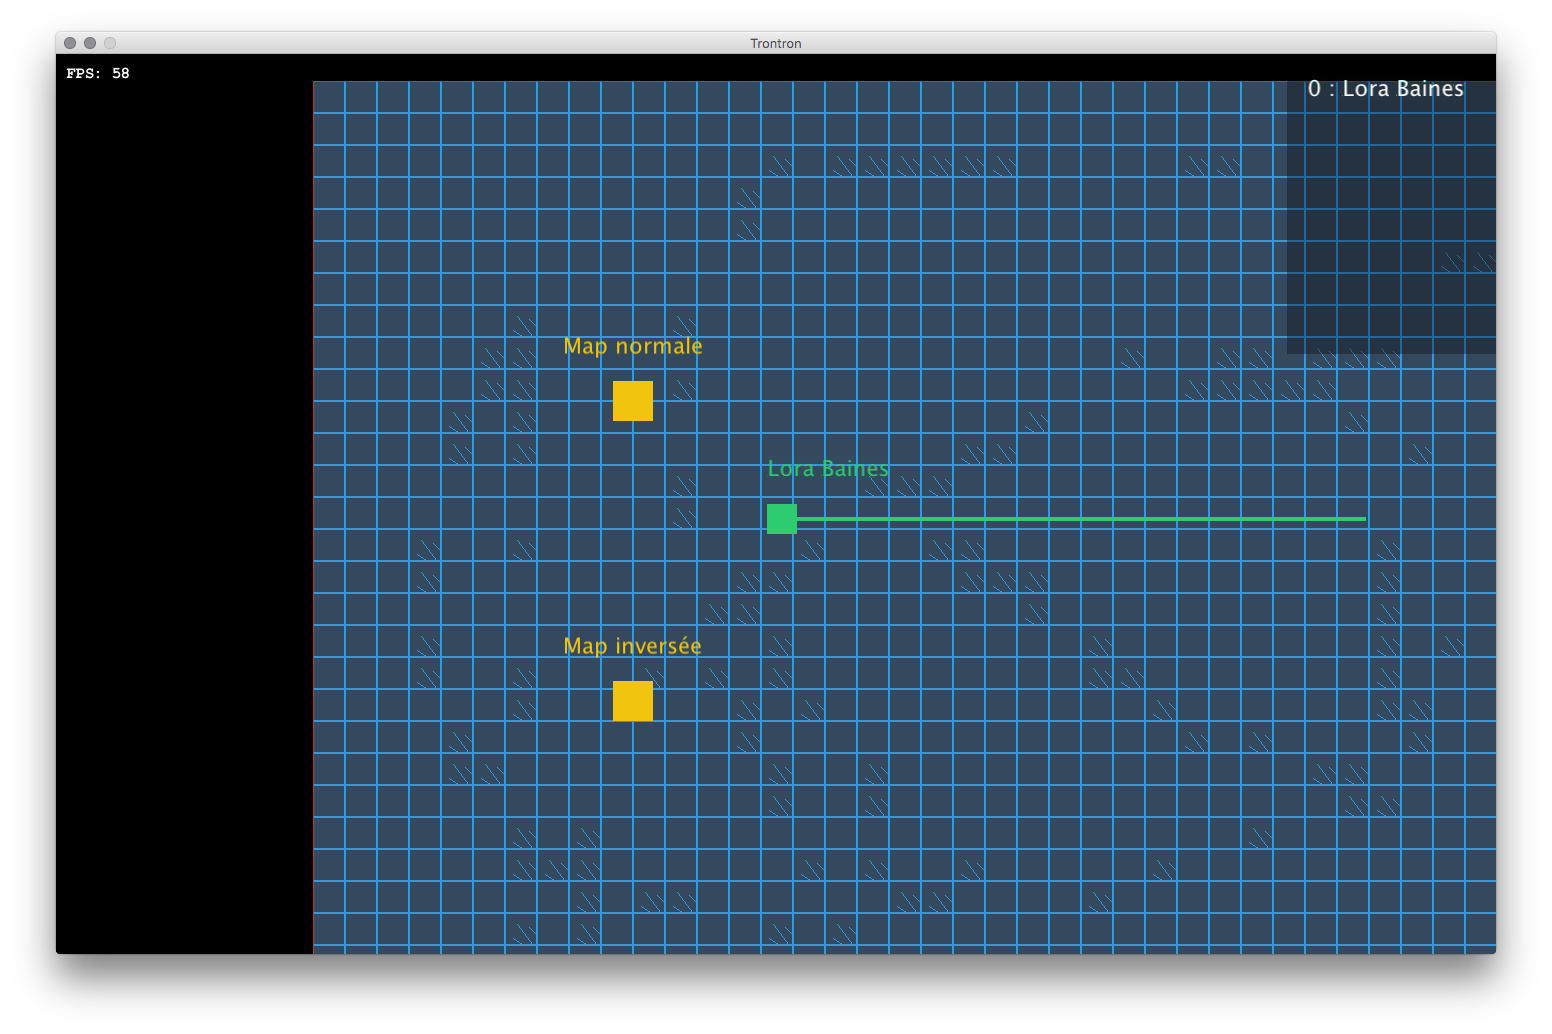 Trontron
FPS: 58
0 : Lora Baines
Map normale
Lora Baines
Map inversée